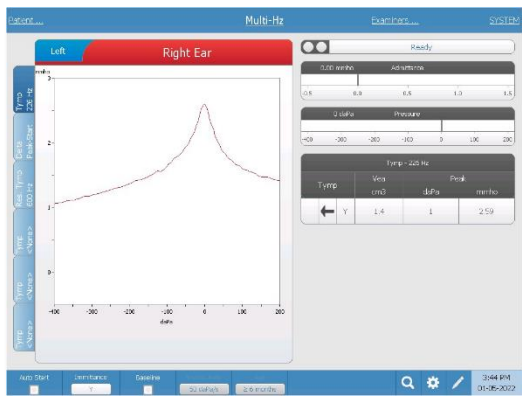 Patient....
Multi-Hz
Examiners....
SYSTEM
Left
Right Ear
mmho
3
2
1
0
-400 -300 -200 -100 0 100 200
daPa
Tymp
226 Hz
Peak-Start
Res. Tymp
600 Hz
Tymp
<None>
Tymp
<None>
Tymp
<None>
Ready
0.00 mmho Admittance
-0.5 0.0 0.5 1.0 1.5
0 daPa Pressure
-400 -300 -200 -100 0 100 200
Tymp - 226 Hz
Tymp Vea Peak
cm3 daPa mmho
Y 1.4 1 2.59
Auto Start
Immittance
Y
Baseline
50 daPa/s
2-6 months
3:44 PM
01-05-2022